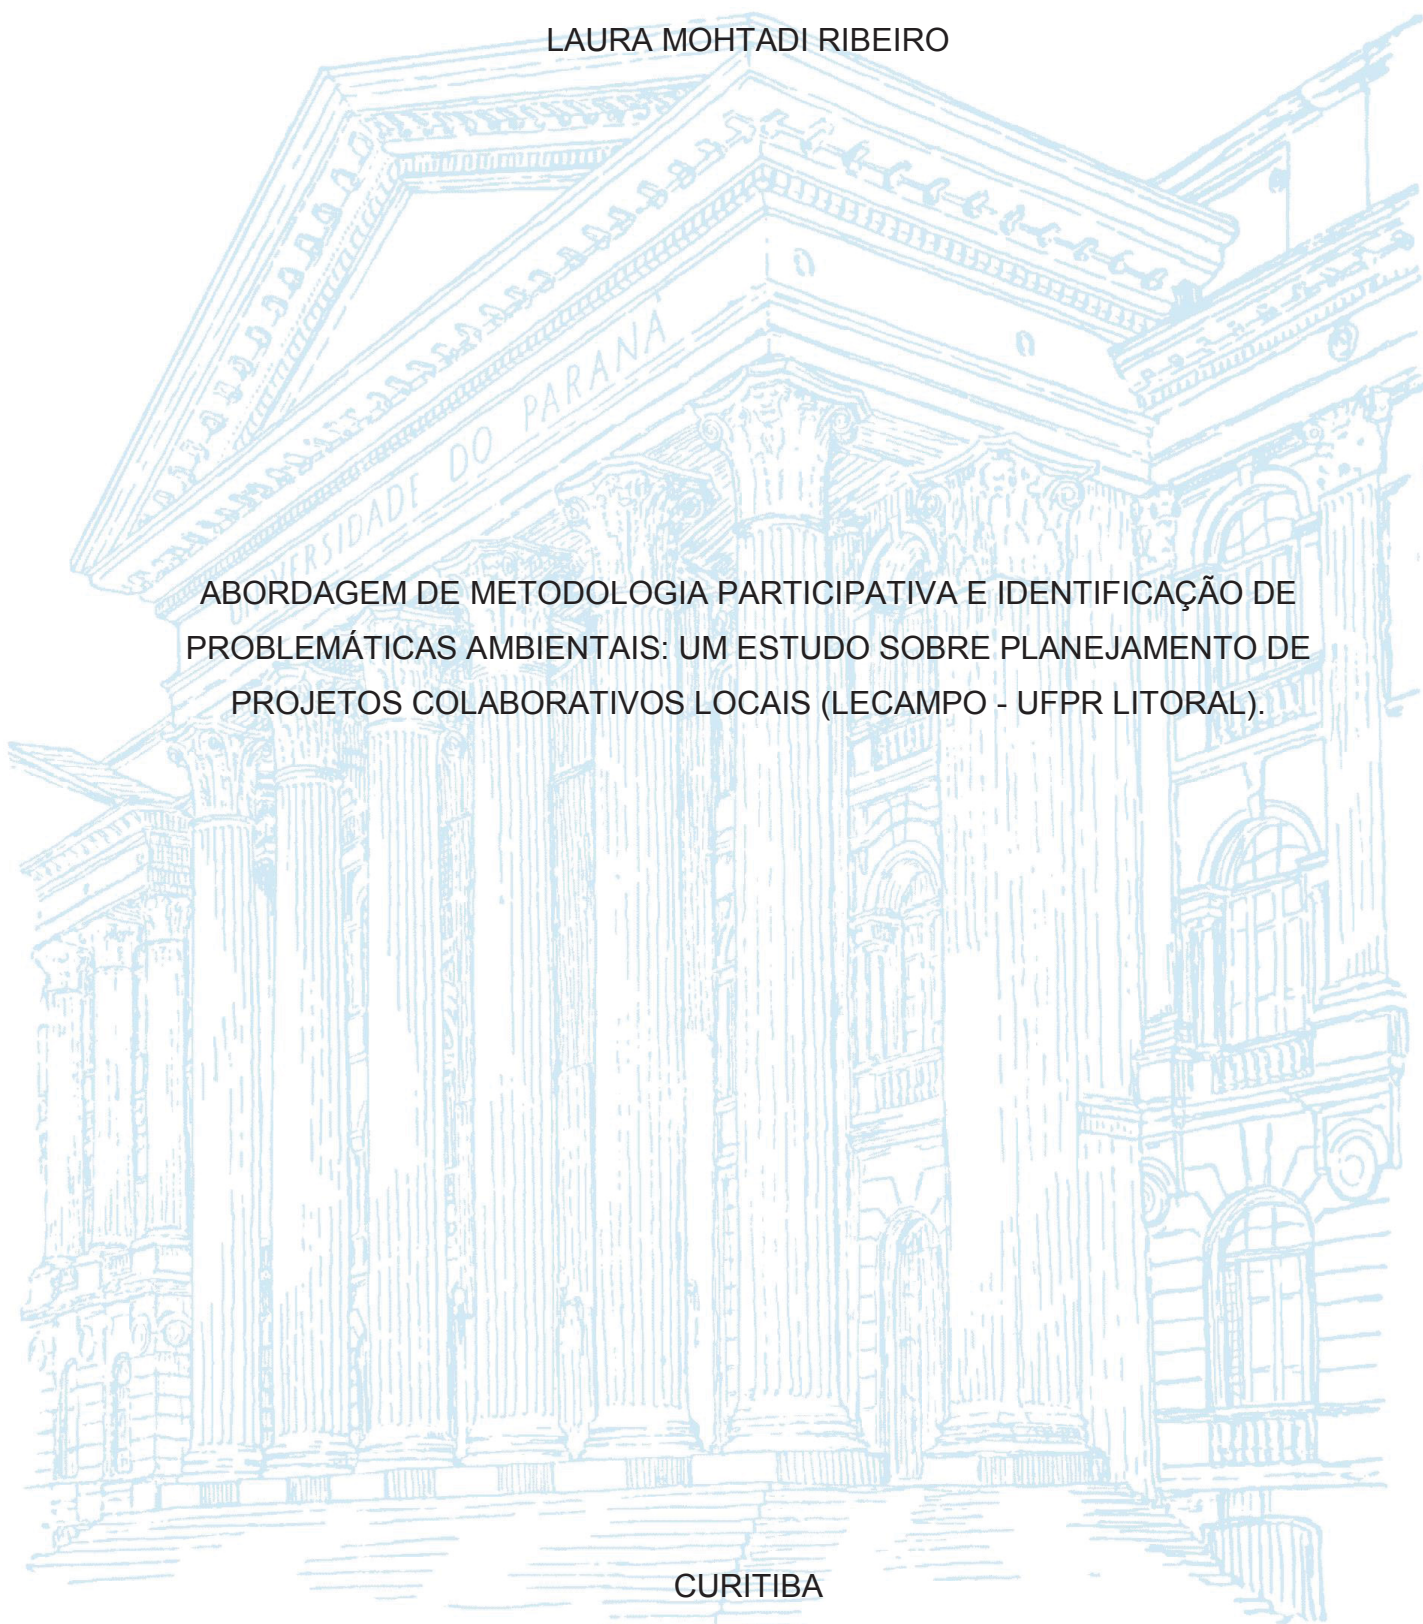 LAURA MOHTADI RIBEIRO
UNIVERSIDADE DO PARANÁ
ABORDAGEM DE METODOLOGIA PARTICIPATIVA E IDENTIFICAÇÃO DE
PROBLEMÁTICAS AMBIENTAIS: UM ESTUDO SOBRE PLANEJAMENTO DE
PROJETOS COLABORATIVOS LOCAIS (LECAMPO - UFPR LITORAL).
CURITIBA